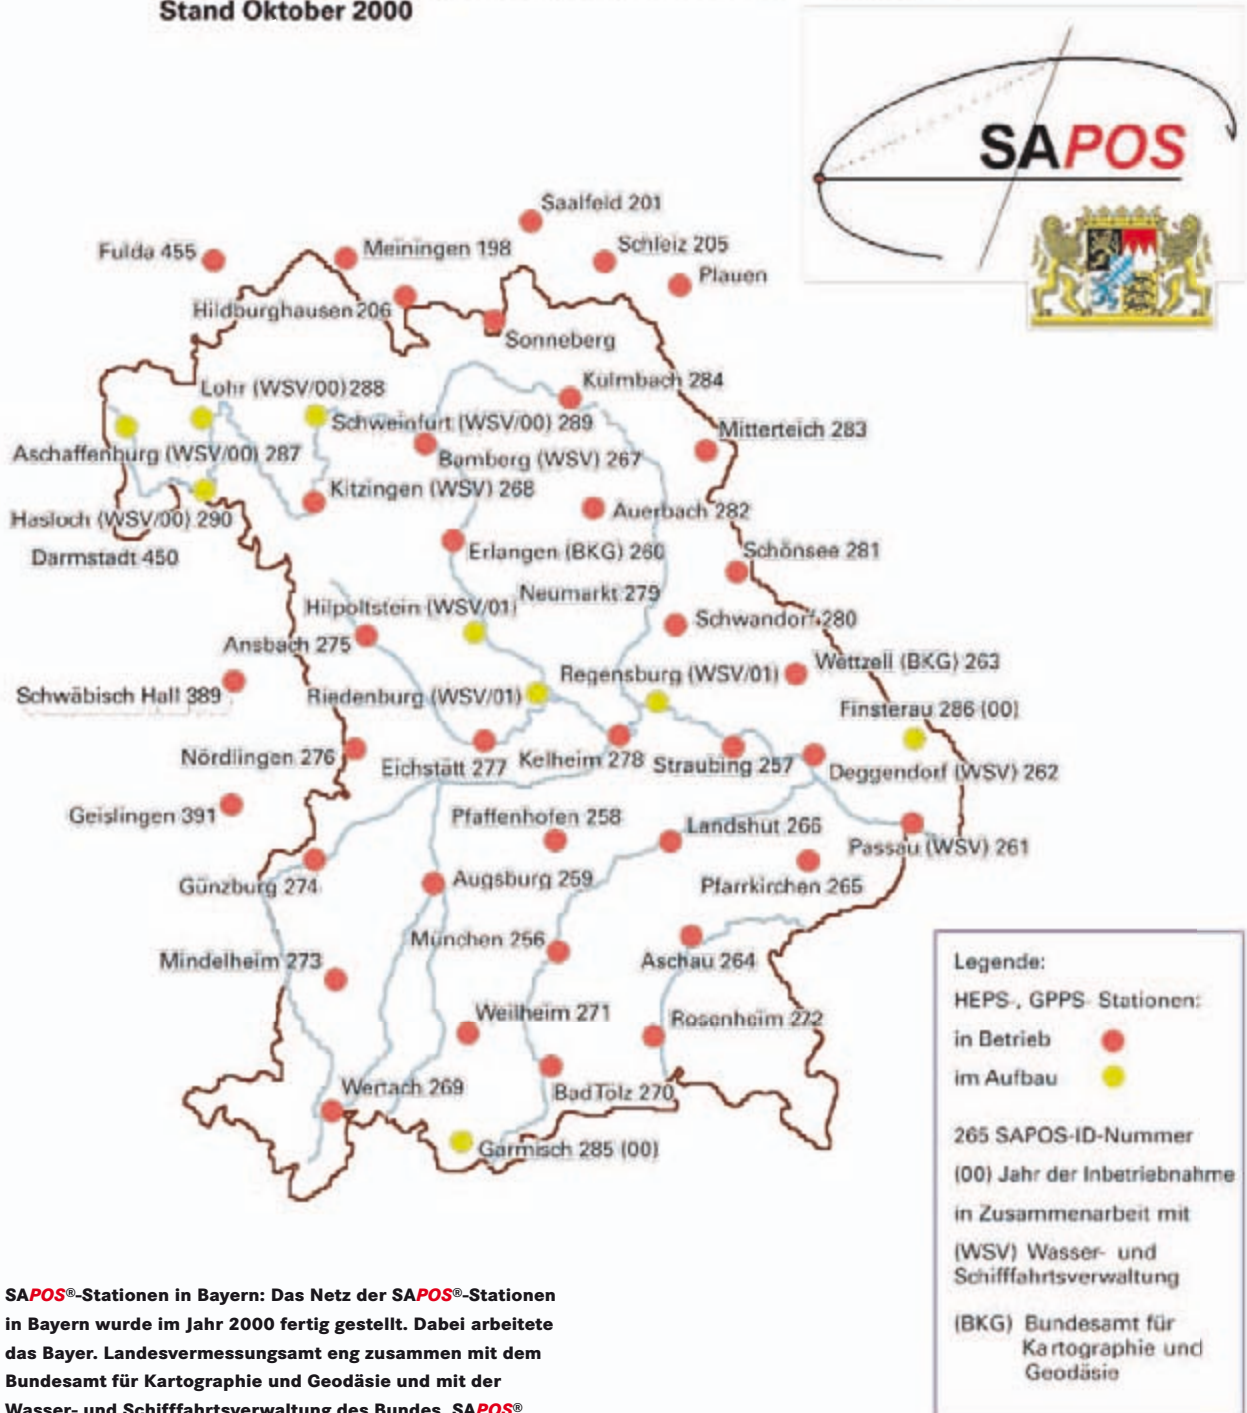 Stand Oktober 2000
SAPOS
Saalfeld 201
Schleiz 205
Plauen
Fulda 455
Meiningen 198
Hildburghausen 206
Sonneberg
Kulmbach 284
Lohr (WSV/00) 288
Schweinfurt (WSV/00) 289
Mitterteich 283
Aschaffenburg (WSV/00) 287
Bamberg (WSV) 267
Kitzingen (WSV) 268
Auerbach 282
Hasloch (WSV/00) 290
Darmstadt 450
Erlangen (BKG) 260
Schönsee 281
Neumarkt 279
Hilpoltstein (WSV/01)
Schwandorf 280
Ansbach 275
Wettzell (BKG) 263
Regensburg (WSV/01)
Schwäbisch Hall 389
Riedenburg (WSV/01)
Finsterau 286 (00)
Nördlingen 276
Eichstätt 277
Kelheim 278
Straubing 257
Deggendorf (WSV) 262
Geislingen 391
Pfaffenhofen 258
Landshut 266
Passau (WSV) 261
Günzburg 274
Augsburg 259
Pfarrkirchen 265
München 256
Mindelheim 273
Aschau 264
Weilheim 271
Rosenheim 272
Wertach 269
Bad Tölz 270
Garmisch 285 (00)
Legende:
HEPS-, GPPS- Stationen:
in Betrieb
im Aufbau
265 SAPOS-ID-Nummer
(00) Jahr der Inbetriebnahme
in Zusammenarbeit mit
(WSV) Wasser- und
Schifffahrtsverwaltung
(BKG) Bundesamt für
Kartographie und
Geodäsie
SAPOS®-Stationen in Bayern: Das Netz der SAPOS®-Stationen
in Bayern wurde im Jahr 2000 fertig gestellt. Dabei arbeitete
das Bayer. Landesvermessungsamt eng zusammen mit dem
Bundesamt für Kartographie und Geodäsie und mit der
Wasser- und Schifffahrtsverwaltung des Bundes. SAPOS®